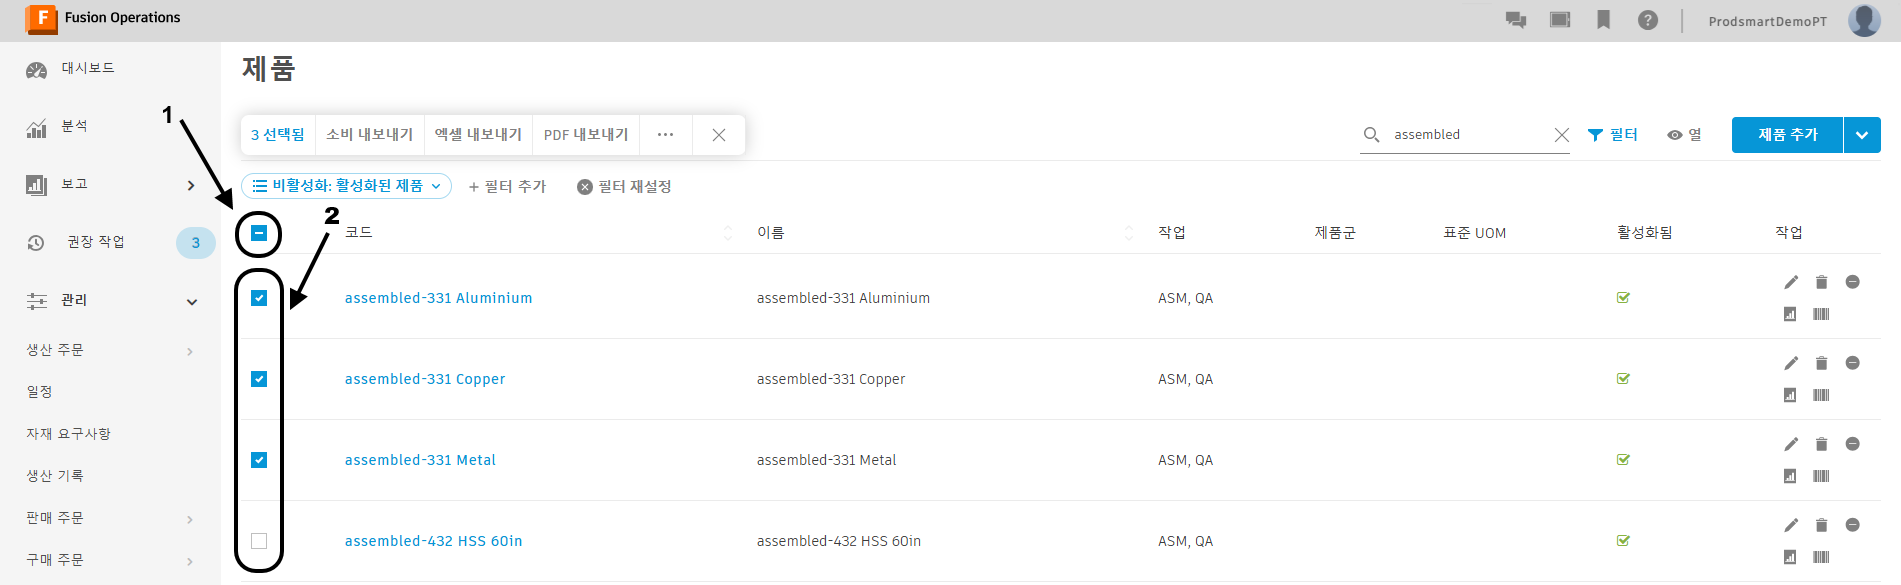 F Fusion Operations
ProdsmartDemoPT
대시보드
분석
보고
권장 작업 3
관리
생산 주문
일정
자재 요구사항
생산 기록
판매 주문
구매 주문
제품
1
3 선택됨 소비 내보내기 엑셀 내보내기 PDF 내보내기 ...
assembled
필터
열
제품 추가
비활성화: 활성화된 제품
+ 필터 추가
필터 재설정
2
코드 이름 작업 제품군 표준 UOM 활성화됨 작업
assembled-331 Aluminium assembled-331 Aluminium ASM, QA
assembled-331 Copper assembled-331 Copper ASM, QA
assembled-331 Metal assembled-331 Metal ASM, QA
assembled-432 HSS 60in assembled-432 HSS 60in ASM, QA